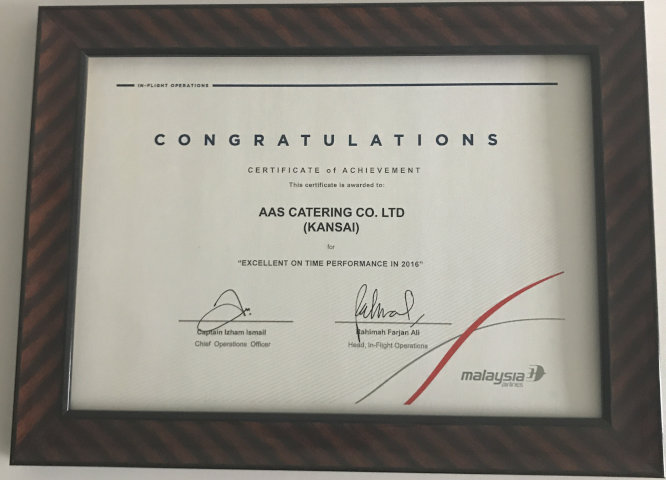 IN-FLIGHT OPERATIONS
CONGRATULATIONS
CERTIFICATE of ACHIEVEMENT
This certificate is awarded to:
AAS CATERING CO. LTD
(KANSAI)
for
"EXCELLENT ON TIME PERFORMANCE IN 2016"
Captain Izham Ismail
Chief Operations Officer
Rahimah Farjan Ali
Head, In-Flight Operations
malaysia
airlines